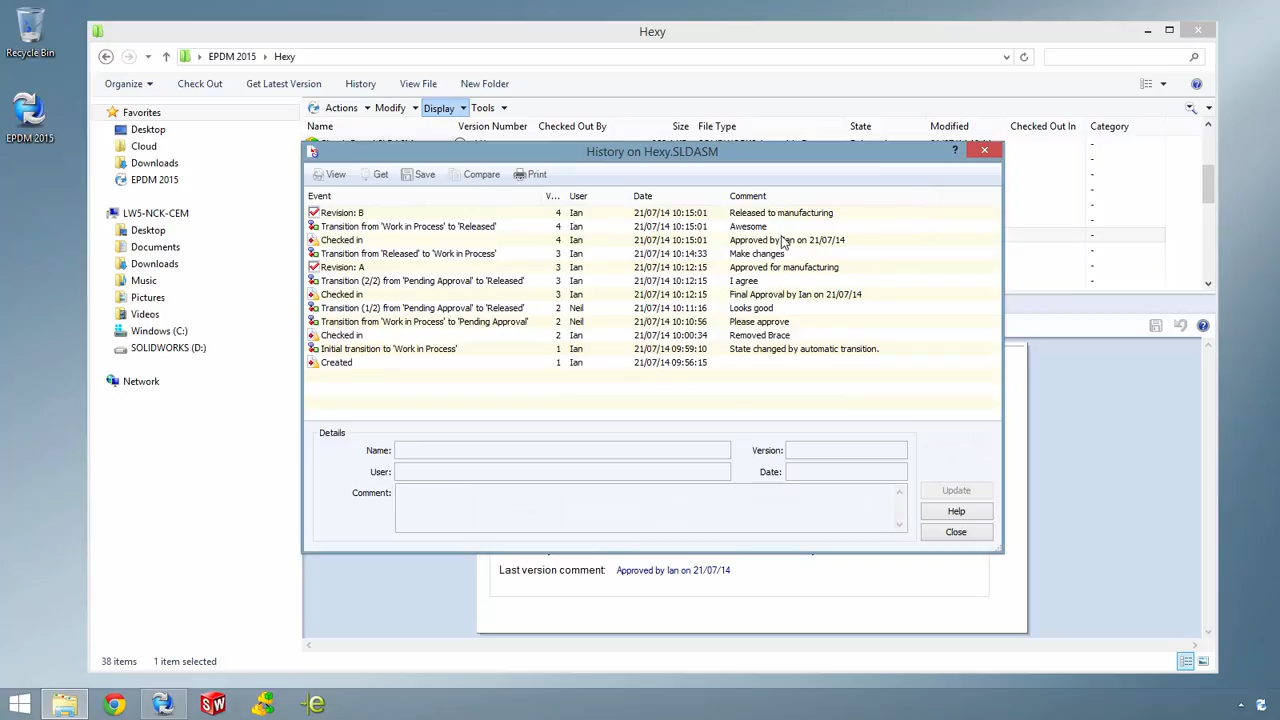 Recycle Bin
EPDM 2015
Hexy
EPDM 2015 Hexy
Organize Check Out Get Latest Version History View File New Folder
Favorites
Desktop
Cloud
Downloads
EPDM 2015
LW5-NCK-CEM
Desktop
Documents
Downloads
Music
Pictures
Videos
Windows (C:)
SOLIDWORKS (D:)
Network
Actions Modify Display Tools
Name Version Number Checked Out By Size File Type State Modified Checked Out In Category
History on Hexy.SLDASM
View Get Save Compare Print
Event V... User Date Comment
Revision: B 4 Ian 21/07/14 10:15:01 Released to manufacturing
Transition from 'Work in Process' to 'Released' 4 Ian 21/07/14 10:15:01 Awesome
Checked in 4 Ian 21/07/14 10:15:01 Approved by Ian on 21/07/14
Transition from 'Released' to 'Work in Process' 3 Ian 21/07/14 10:14:33 Make changes
Revision: A 3 Ian 21/07/14 10:12:15 Approved for manufacturing
Transition (2/2) from 'Pending Approval' to 'Released' 3 Ian 21/07/14 10:12:15 I agree
Checked in 3 Ian 21/07/14 10:12:15 Final Approval by Ian on 21/07/14
Transition (1/2) from 'Pending Approval' to 'Released' 2 Neil 21/07/14 10:11:16 Looks good
Transition from 'Work in Process' to 'Pending Approval' 2 Ian 21/07/14 10:10:56 Please approve
Checked in 2 Ian 21/07/14 10:00:34 Removed Brace
Initial transition to 'Work in Process' 1 Ian 21/07/14 09:59:10 State changed by automatic transition.
Created 1 Ian 21/07/14 09:56:15
Details
Name: Version:
User: Date:
Comment:
Update
Help
Close
Last version comment: Approved by Ian on 21/07/14
38 items 1 item selected